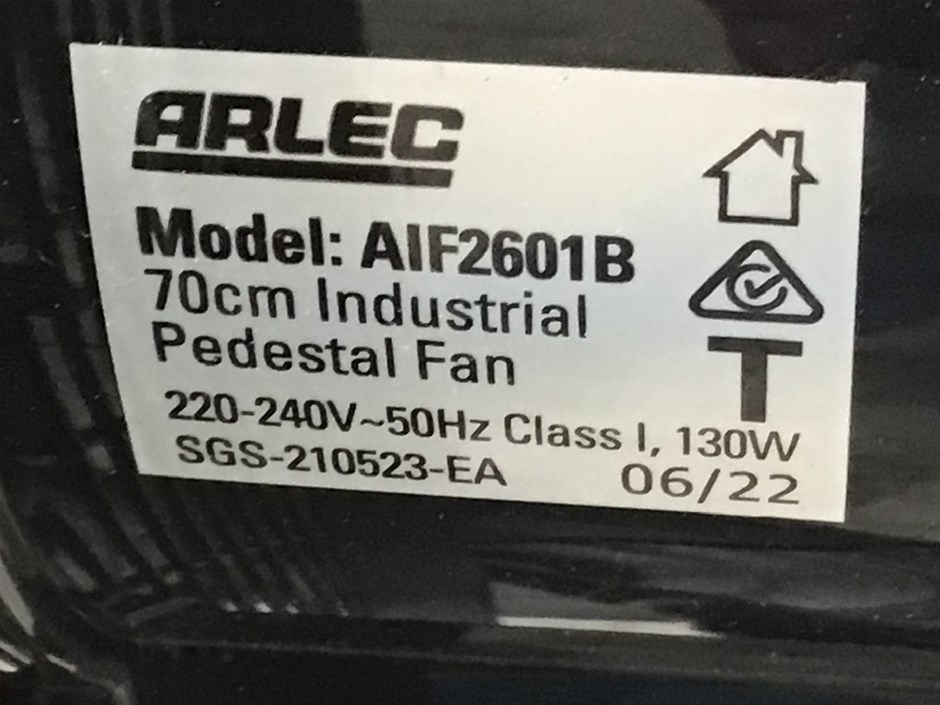 ARLEC
Model: AIF2601B
70cm Industrial
Pedestal Fan
T
220-240V~50Hz Class I, 130W
SGS-210523-EA 06/22